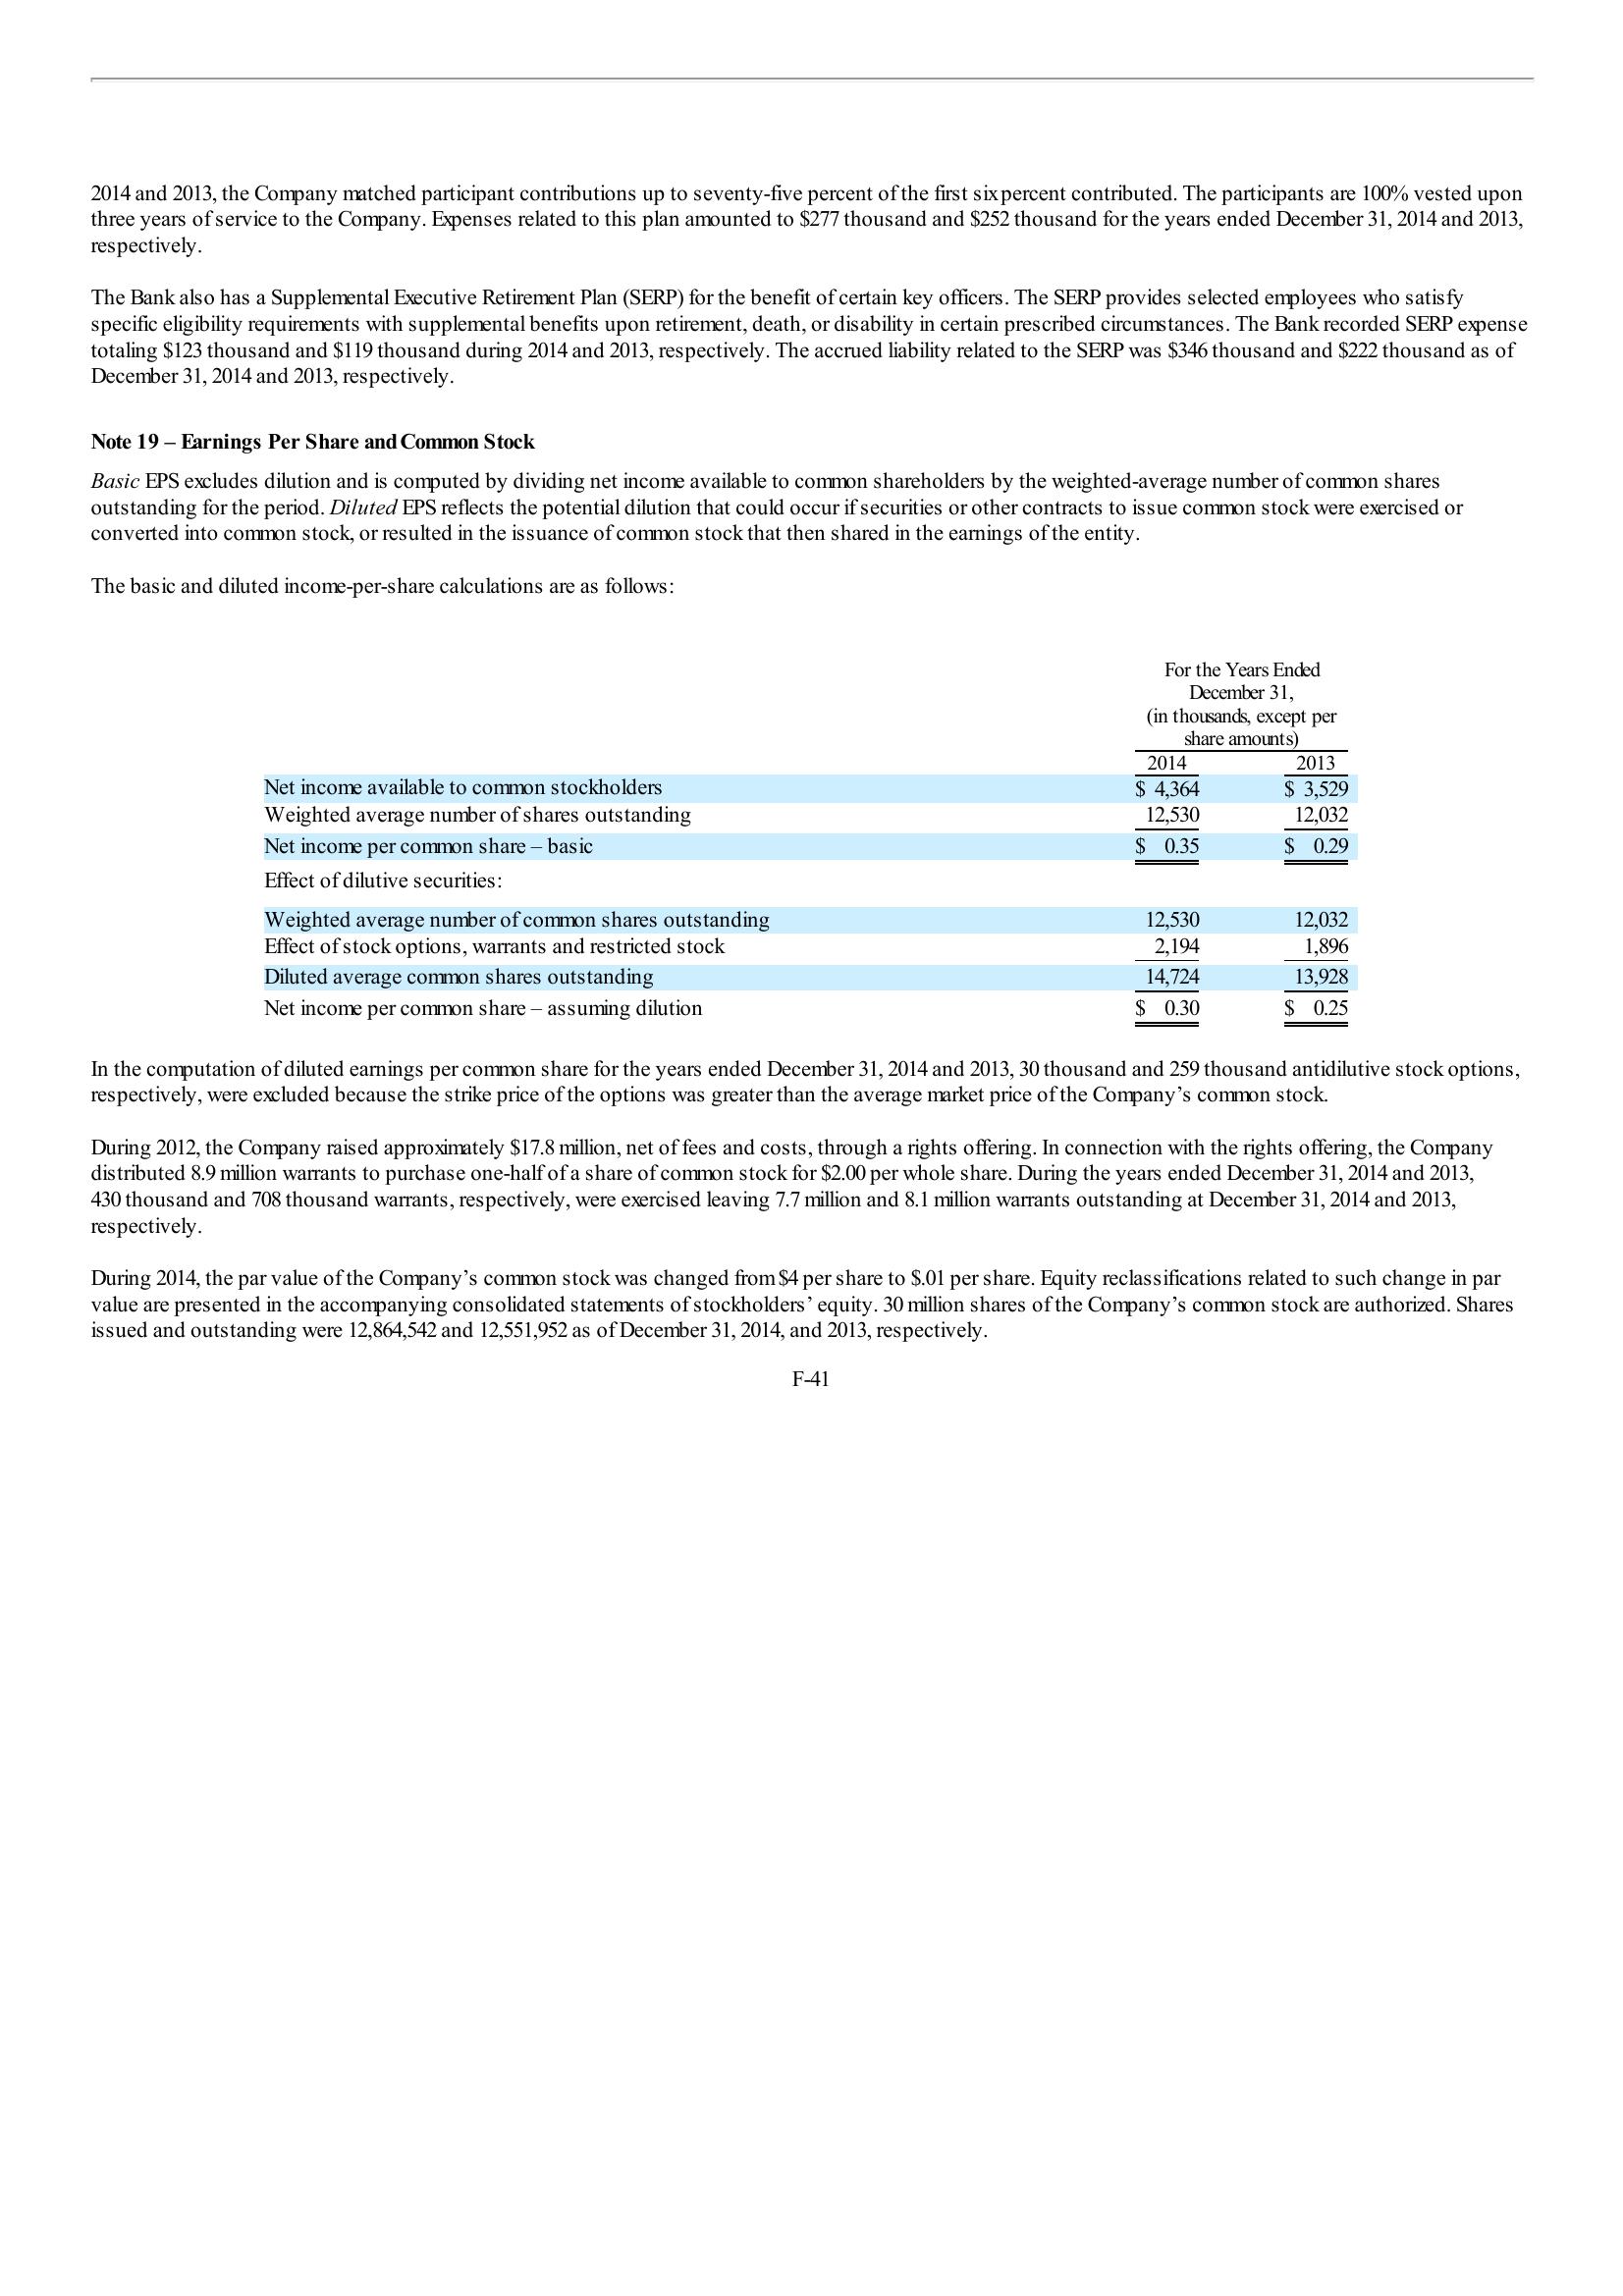 2014 and 2013, the Company matched participant contributions up to seventy-five percent of the first six percent contributed. The participants are 100% vested upon
three years of service to the Company. Expenses related to this plan amounted to $277 thousand and $252 thousand for the years ended December 31, 2014 and 2013,
respectively.
The Bank also has a Supplemental Executive Retirement Plan (SERP) for the benefit of certain key officers. The SERP provides selected employees who satisfy
specific eligibility requirements with supplemental benefits upon retirement, death, or disability in certain prescribed circumstances. The Bank recorded SERP expense
totaling $123 thousand and $119 thousand during 2014 and 2013, respectively. The accrued liability related to the SERP was $346 thousand and $222 thousand as of
December 31, 2014 and 2013, respectively.
Note 19 – Earnings Per Share and Common Stock
Basic EPS excludes dilution and is computed by dividing net income available to common shareholders by the weighted-average number of common shares
outstanding for the period. Diluted EPS reflects the potential dilution that could occur if securities or other contracts to issue common stock were exercised or
converted into common stock, or resulted in the issuance of common stock that then shared in the earnings of the entity.
The basic and diluted income-per-share calculations are as follows:
For the Years Ended
December 31,
(in thousands, except per
share amounts)
2014 2013
Net income available to common stockholders $ 4,364 $ 3,529
Weighted average number of shares outstanding 12,530 12,032
Net income per common share – basic $ 0.35 $ 0.29
Effect of dilutive securities:
Weighted average number of common shares outstanding 12,530 12,032
Effect of stock options, warrants and restricted stock 2,194 1,896
Diluted average common shares outstanding 14,724 13,928
Net income per common share – assuming dilution $ 0.30 $ 0.25
In the computation of diluted earnings per common share for the years ended December 31, 2014 and 2013, 30 thousand and 259 thousand antidilutive stock options,
respectively, were excluded because the strike price of the options was greater than the average market price of the Company’s common stock.
During 2012, the Company raised approximately $17.8 million, net of fees and costs, through a rights offering. In connection with the rights offering, the Company
distributed 8.9 million warrants to purchase one-half of a share of common stock for $2.00 per whole share. During the years ended December 31, 2014 and 2013,
430 thousand and 708 thousand warrants, respectively, were exercised leaving 7.7 million and 8.1 million warrants outstanding at December 31, 2014 and 2013,
respectively.
During 2014, the par value of the Company’s common stock was changed from $4 per share to $.01 per share. Equity reclassifications related to such change in par
value are presented in the accompanying consolidated statements of stockholders’ equity. 30 million shares of the Company’s common stock are authorized. Shares
issued and outstanding were 12,864,542 and 12,551,952 as of December 31, 2014, and 2013, respectively.
F-41